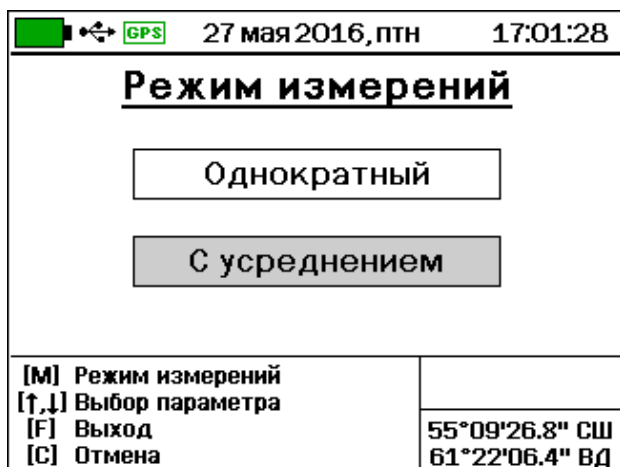 GPS 27 мая 2016, птн 17:01:28
Режим измерений
Однократный
С усреднением
[M] Режим измерений
[↑,↓] Выбор параметра
[F] Выход
[C] Отмена
55°09'26.8" СШ
61°22'06.4" ВД